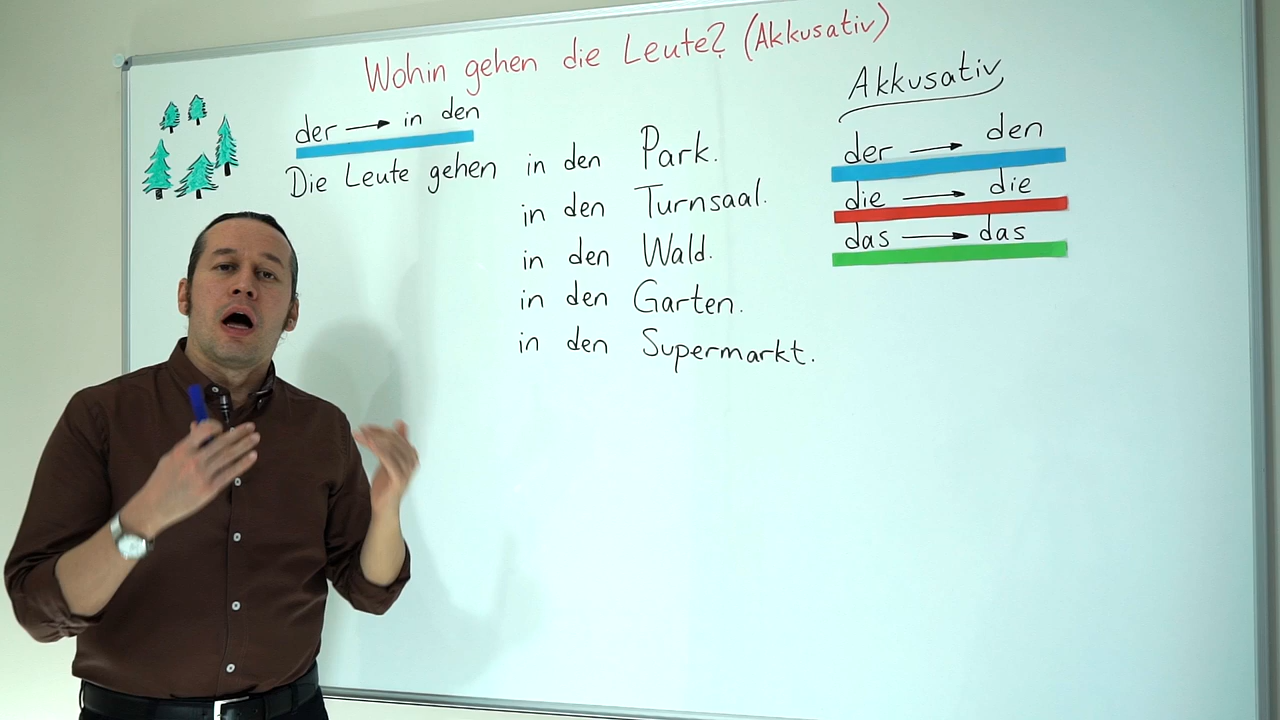 Wohin gehen die Leute? (Akkusativ)
der → in den
Die Leute gehen in den Park.
in den Turnsaal.
in den Wald.
in den Garten.
in den Supermarkt.
Akkusativ
der → den
die → die
das → das